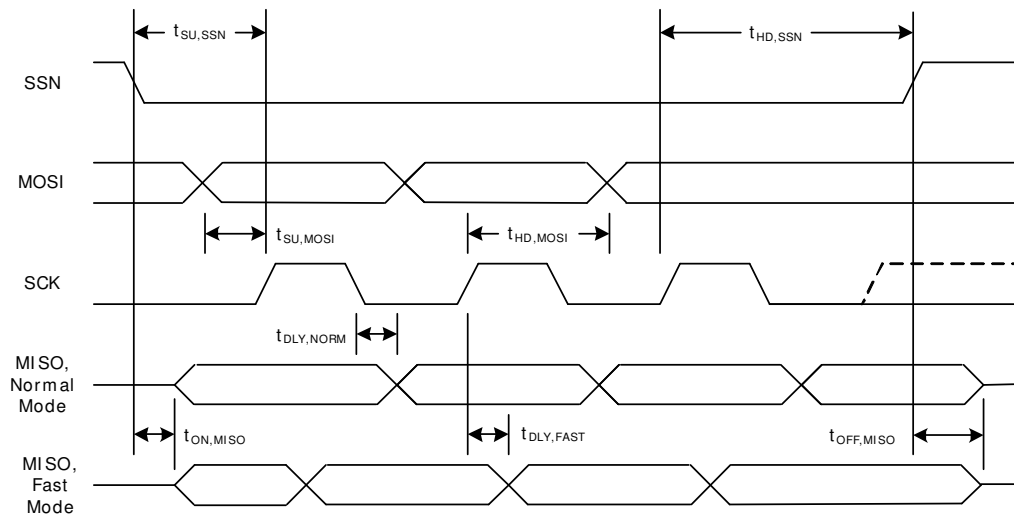 tSU,SSN
tHD,SSN
SSN
MOSI
tSU,MOSI
tHD,MOSI
SCK
tDLY,NORM
MISO,
Normal
Mode
tON,MISO
tDLY,FAST
tOFF,MISO
MISO,
Fast
Mode